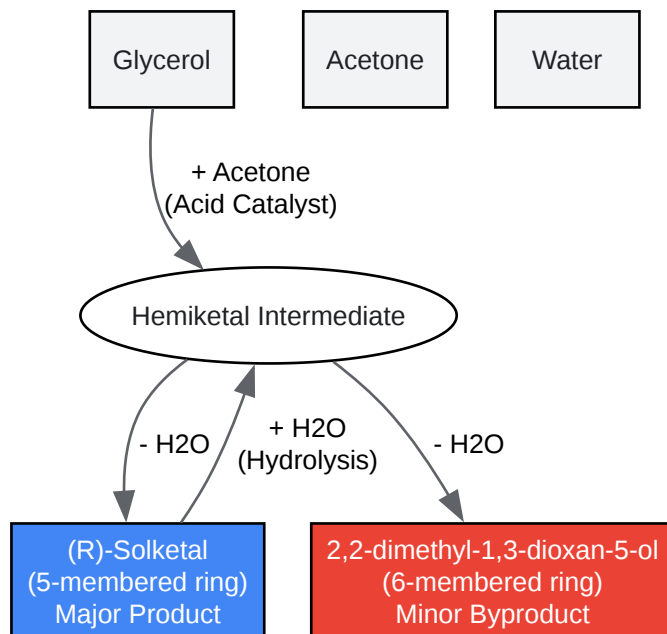 Glycerol
Acetone
Water
+ Acetone
(Acid Catalyst)
Hemiketal Intermediate
- H2O
+ H2O
(Hydrolysis)
- H2O
(R)-Solketal
(5-membered ring)
Major Product
2,2-dimethyl-1,3-dioxan-5-ol
(6-membered ring)
Minor Byproduct